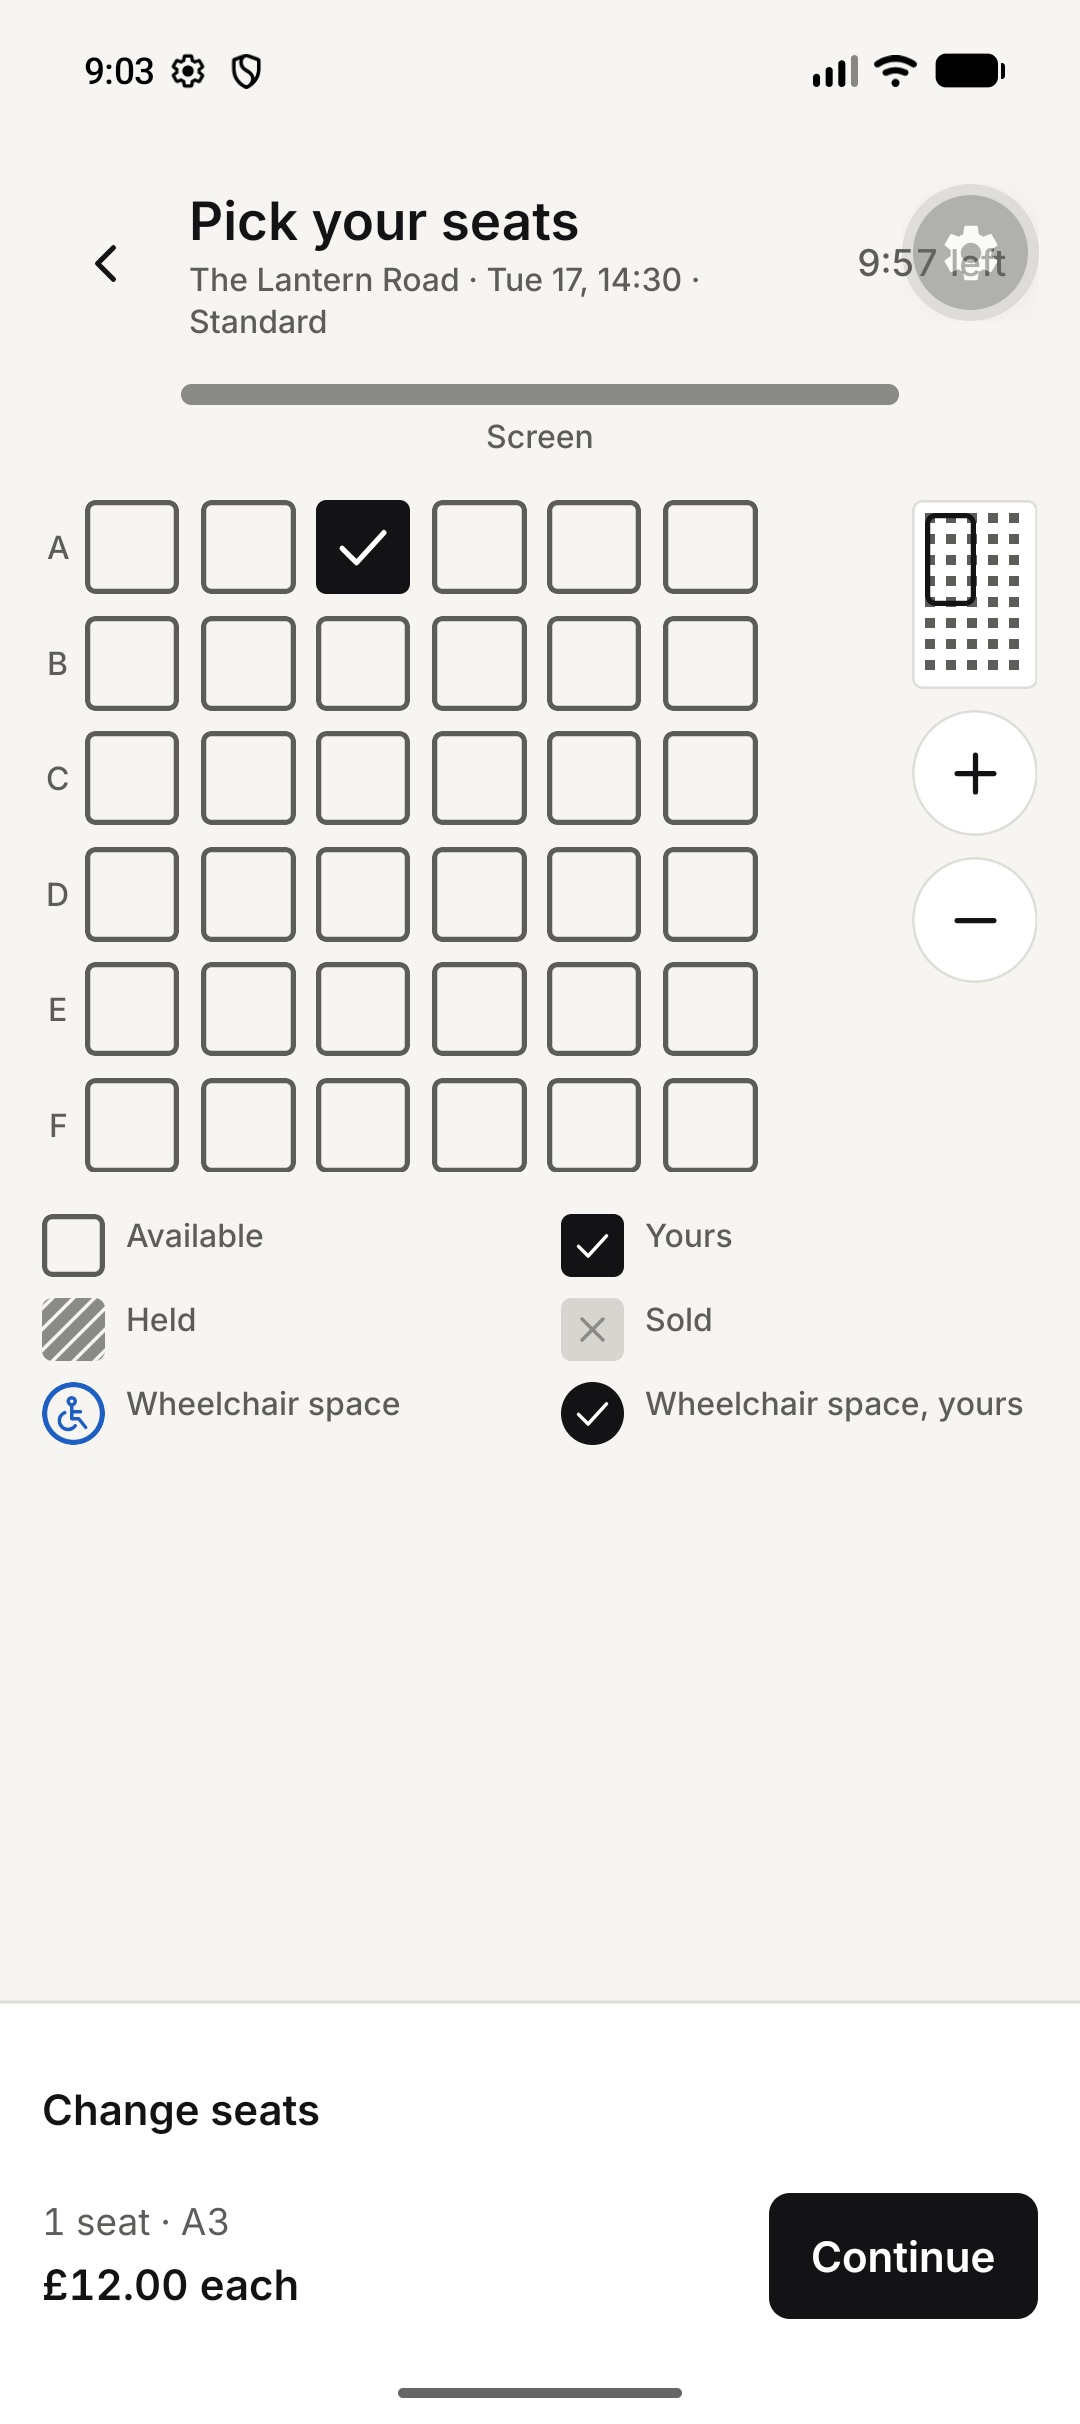 9:03
Pick your seats
The Lantern Road · Tue 17, 14:30 ·
Standard
9:57 left
Screen
A
B
C
D
E
F
Available
Yours
Held
Sold
Wheelchair space
Wheelchair space, yours
Change seats
1 seat · A3
£12.00 each
Continue